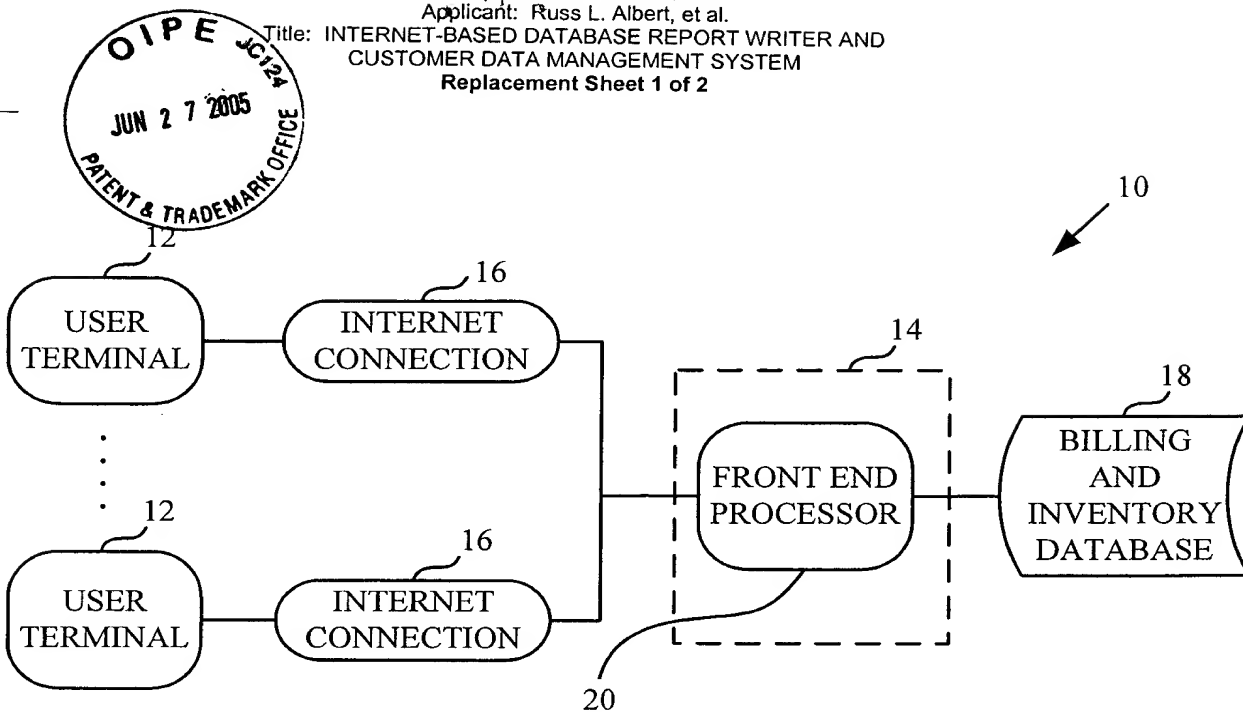 Applicant: Russ L. Albert, et al.
Title: INTERNET-BASED DATABASE REPORT WRITER AND
CUSTOMER DATA MANAGEMENT SYSTEM
Replacement Sheet 1 of 2
OIPE JC124
JUN 27 2005
PATENT & TRADEMARK OFFICE
10
12
USER
TERMINAL
16
INTERNET
CONNECTION
14
FRONT END
PROCESSOR
18
BILLING
AND
INVENTORY
DATABASE
12
USER
TERMINAL
16
INTERNET
CONNECTION
20